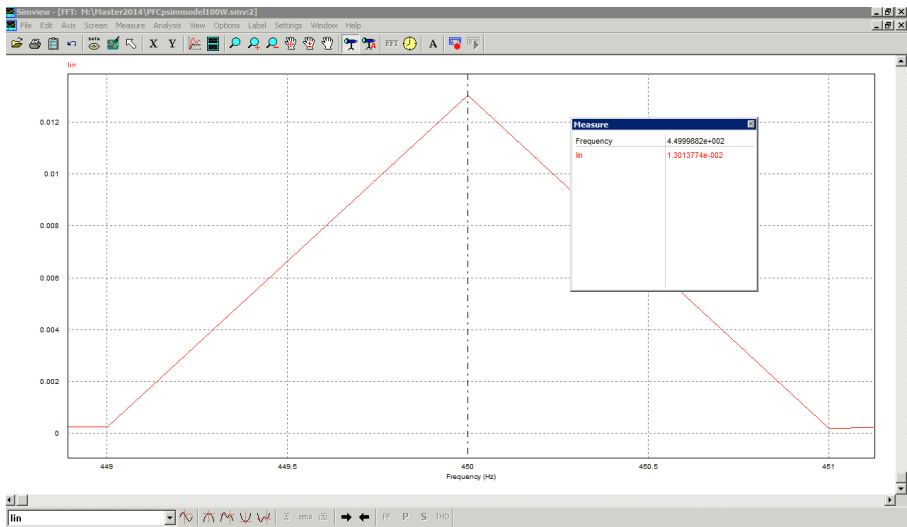 Simview - [FFT: M:\Master2014\PFCpsimmodel100W.smv:2]
File Edit Axis Screen Measure Analysis View Options Label Settings Window Help
DATA X Y FFT A
Iin
0.012
0.01
0.008
0.006
0.004
0.002
0
449 449.5 450 450.5 451
Frequency (Hz)
Measure
Frequency 4.4999882e+002
Iin 1.3013774e-002
Iin
x rms |x| PF P S THD